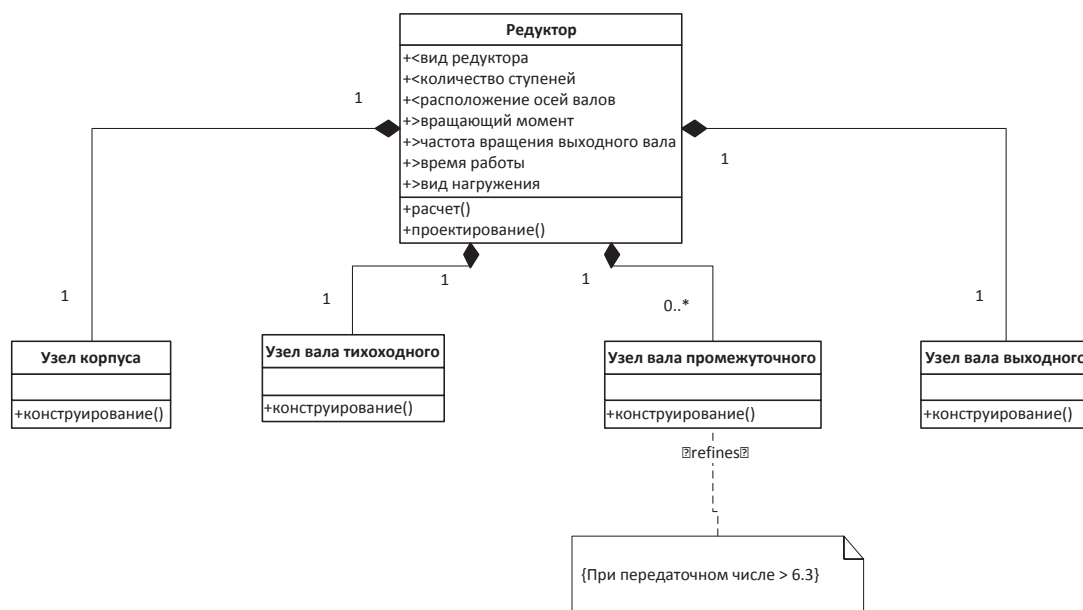 Редуктор
+<вид редуктора
+<количество ступеней
+<расположение осей валов
+>вращающий момент
+>частота вращения выходного вала
+>время работы
+>вид нагружения
+расчет()
+проектирование()
1
1
1
1
1
1
0..*
1
Узел корпуса
+конструирование()
Узел вала тихоходного
+конструирование()
Узел вала промежуточного
+конструирование()
Узел вала выходного
+конструирование()
refines
{При передаточном числе > 6.3}